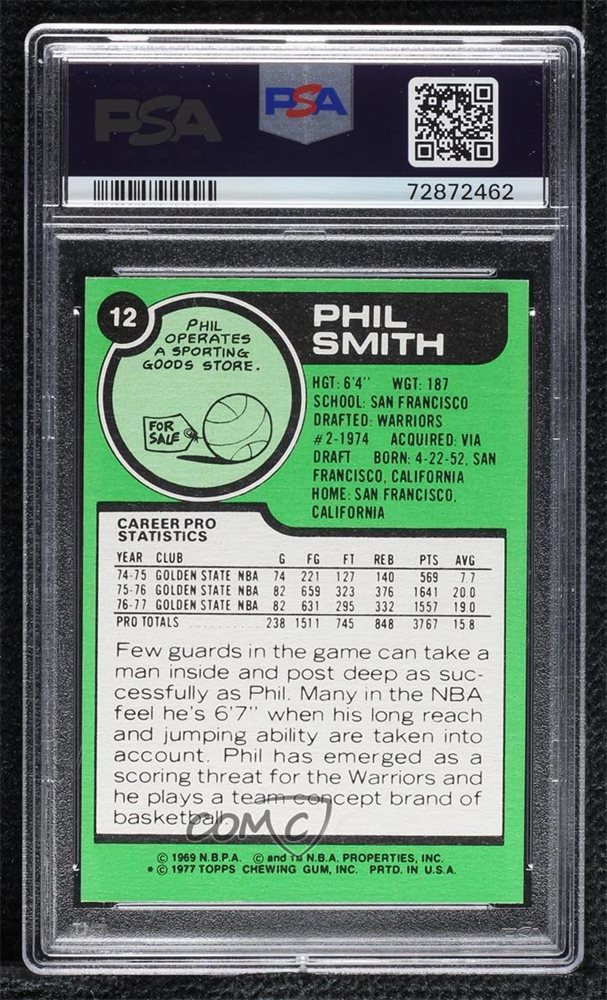 PSA
PSA
72872462
12
PHIL
OPERATES
A SPORTING
GOODS STORE.
FOR
SALE
PHIL
SMITH
HGT: 6'4" WGT: 187
SCHOOL: SAN FRANCISCO
DRAFTED: WARRIORS
#2-1974 ACQUIRED: VIA
DRAFT BORN: 4-22-52, SAN
FRANCISCO, CALIFORNIA
HOME: SAN FRANCISCO,
CALIFORNIA
CAREER PRO
STATISTICS
YEAR CLUB G FG FT REB PTS AVG
74-75 GOLDEN STATE NBA 74 221 127 140 569 7.7
75-76 GOLDEN STATE NBA 82 659 323 376 1641 20.0
76-77 GOLDEN STATE NBA 82 631 295 332 1557 19.0
PRO TOTALS 238 1511 745 848 3767 15.8
Few guards in the game can take a
man inside and post deep as suc-
cessfully as Phil. Many in the NBA
feel he's 6'7" when his long reach
and jumping ability are taken into
account. Phil has emerged as a
scoring threat for the Warriors and
he plays a team concept brand of
basketball.
COMC
© 1969 N.B.P.A. © and TM N.B.A. PROPERTIES, INC.
* © 1977 TOPPS CHEWING GUM, INC. PRTD. IN U.S.A.